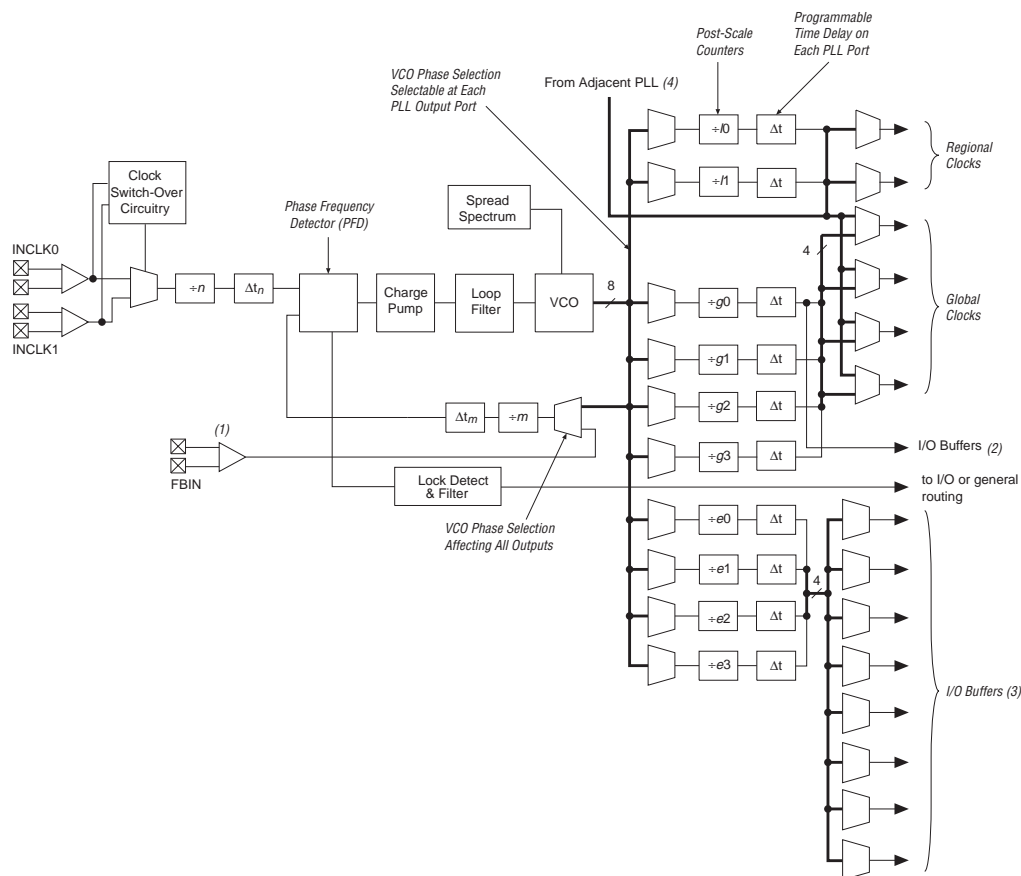 Programmable
Time Delay on
Each PLL Port
Post-Scale
Counters
VCO Phase Selection
Selectable at Each
PLL Output Port
From Adjacent PLL (4)
÷l0
Δt
÷l1
Δt
Regional
Clocks
Clock
Switch-Over
Circuitry
Phase Frequency
Detector (PFD)
Spread
Spectrum
INCLK0
INCLK1
÷n
Δtn
Charge
Pump
Loop
Filter
VCO
8
4
÷g0
Δt
Global
Clocks
÷g1
Δt
÷g2
Δt
÷g3
Δt
Δtm
÷m
(1)
FBIN
I/O Buffers (2)
Lock Detect
& Filter
to I/O or general
routing
VCO Phase Selection
Affecting All Outputs
÷e0
Δt
÷e1
Δt
4
÷e2
Δt
÷e3
Δt
I/O Buffers (3)